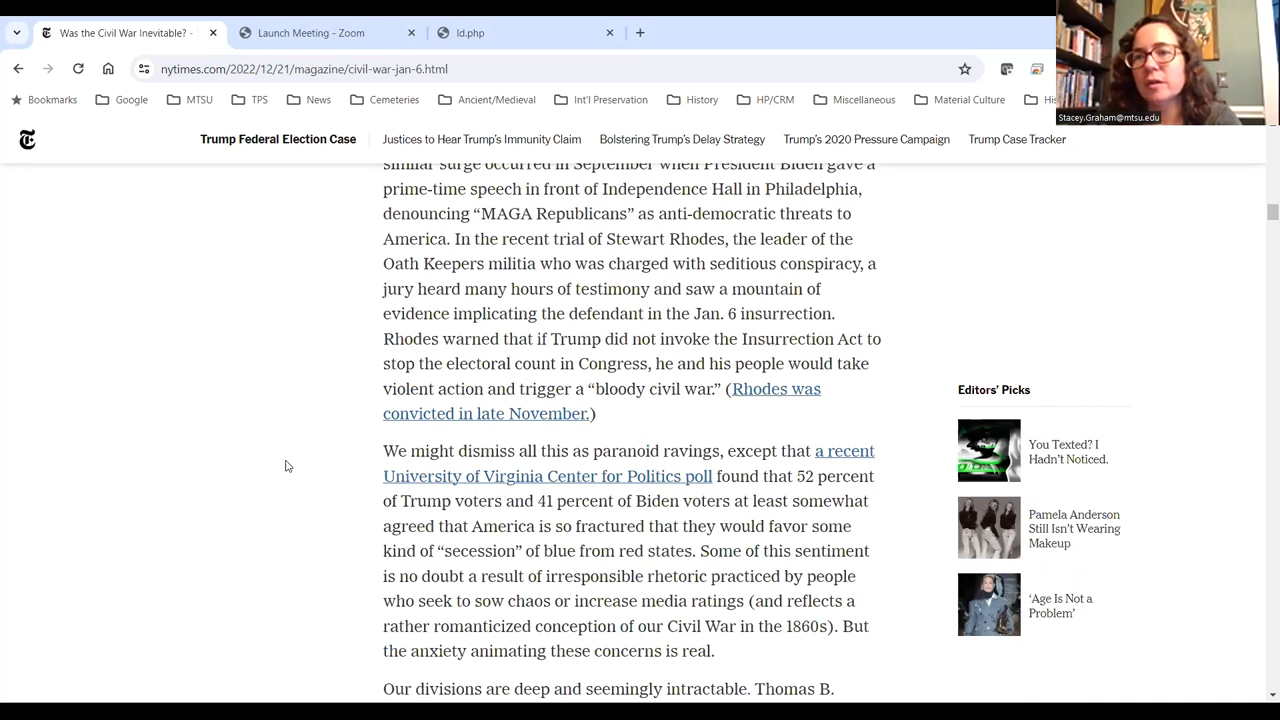 Was the Civil War Inevitable? -
Launch Meeting - Zoom
ld.php
nytimes.com/2022/12/21/magazine/civil-war-jan-6.html
Bookmarks
Google
MTSU
TPS
News
Cemeteries
Ancient/Medieval
Int'l Preservation
History
HP/CRM
Miscellaneous
Material Culture
Stacey.Graham@mtsu.edu
Trump Federal Election Case
Justices to Hear Trump's Immunity Claim
Bolstering Trump's Delay Strategy
Trump's 2020 Pressure Campaign
Trump Case Tracker
similar surge occurred in September when President Biden gave a
prime-time speech in front of Independence Hall in Philadelphia,
denouncing “MAGA Republicans” as anti-democratic threats to
America. In the recent trial of Stewart Rhodes, the leader of the
Oath Keepers militia who was charged with seditious conspiracy, a
jury heard many hours of testimony and saw a mountain of
evidence implicating the defendant in the Jan. 6 insurrection.
Rhodes warned that if Trump did not invoke the Insurrection Act to
stop the electoral count in Congress, he and his people would take
violent action and trigger a “bloody civil war.” (Rhodes was
convicted in late November.)
We might dismiss all this as paranoid ravings, except that a recent
University of Virginia Center for Politics poll found that 52 percent
of Trump voters and 41 percent of Biden voters at least somewhat
agreed that America is so fractured that they would favor some
kind of “secession” of blue from red states. Some of this sentiment
is no doubt a result of irresponsible rhetoric practiced by people
who seek to sow chaos or increase media ratings (and reflects a
rather romanticized conception of our Civil War in the 1860s). But
the anxiety animating these concerns is real.
Our divisions are deep and seemingly intractable. Thomas B.
Editors' Picks
You Texted? I
Hadn't Noticed.
Pamela Anderson
Still Isn't Wearing
Makeup
‘Age Is Not a
Problem’